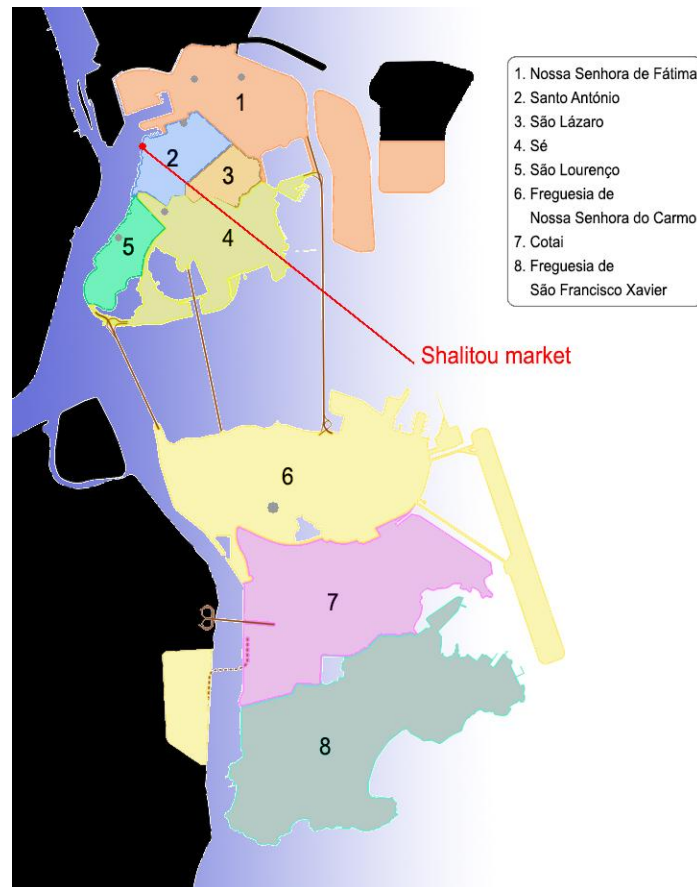 1. Nossa Senhora de Fátima
2. Santo António
3. São Lázaro
4. Sé
5. São Lourenço
6. Freguesia de
Nossa Senhora do Carmo
7. Cotai
8. Freguesia de
São Francisco Xavier
1
2
3
4
5
Shalitou market
6
7
8